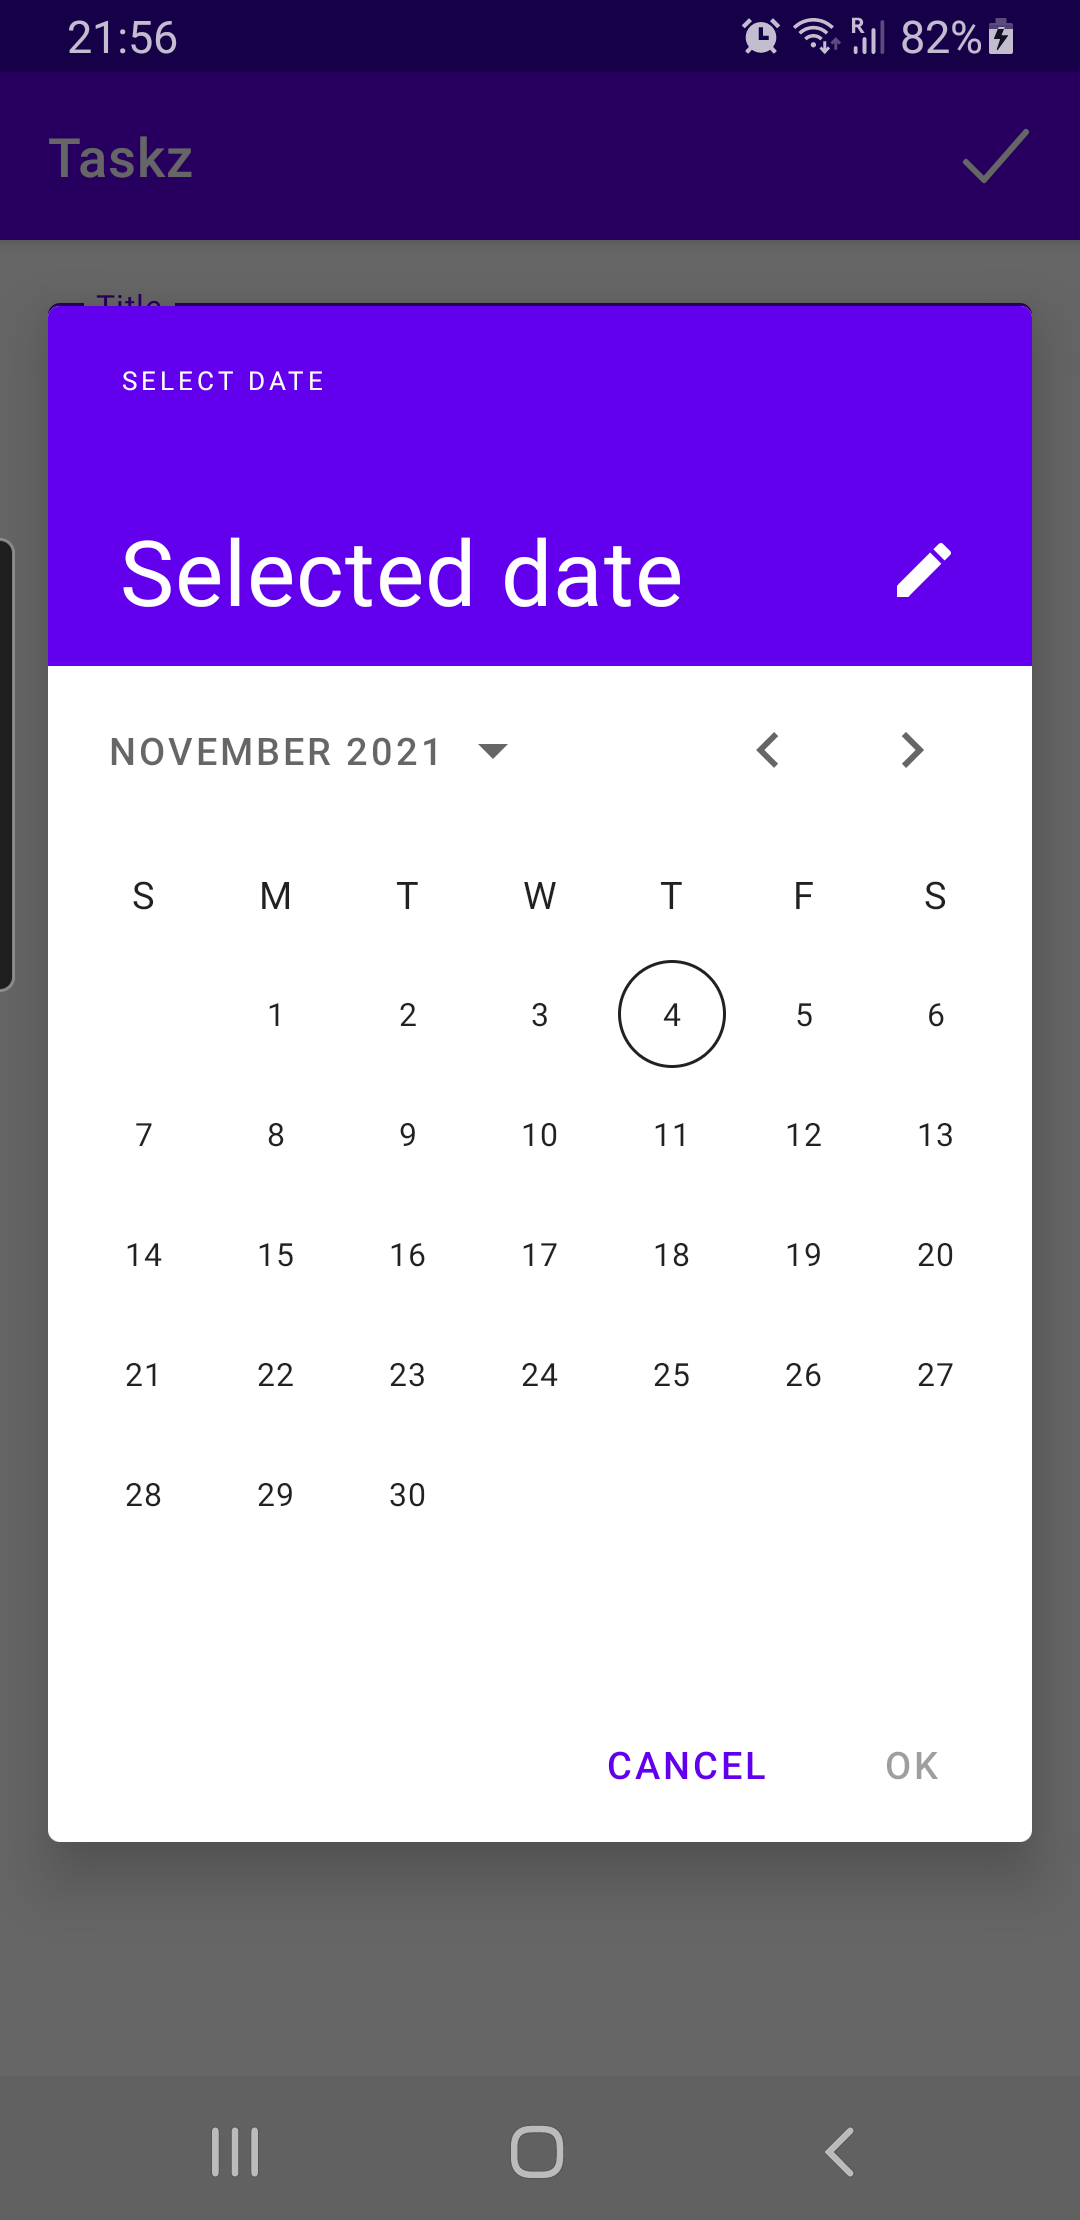 21:56 R 82%
Taskz
Title
SELECT DATE
Selected date
NOVEMBER 2021
S M T W T F S
1 2 3 4 5 6
7 8 9 10 11 12 13
14 15 16 17 18 19 20
21 22 23 24 25 26 27
28 29 30
CANCEL OK